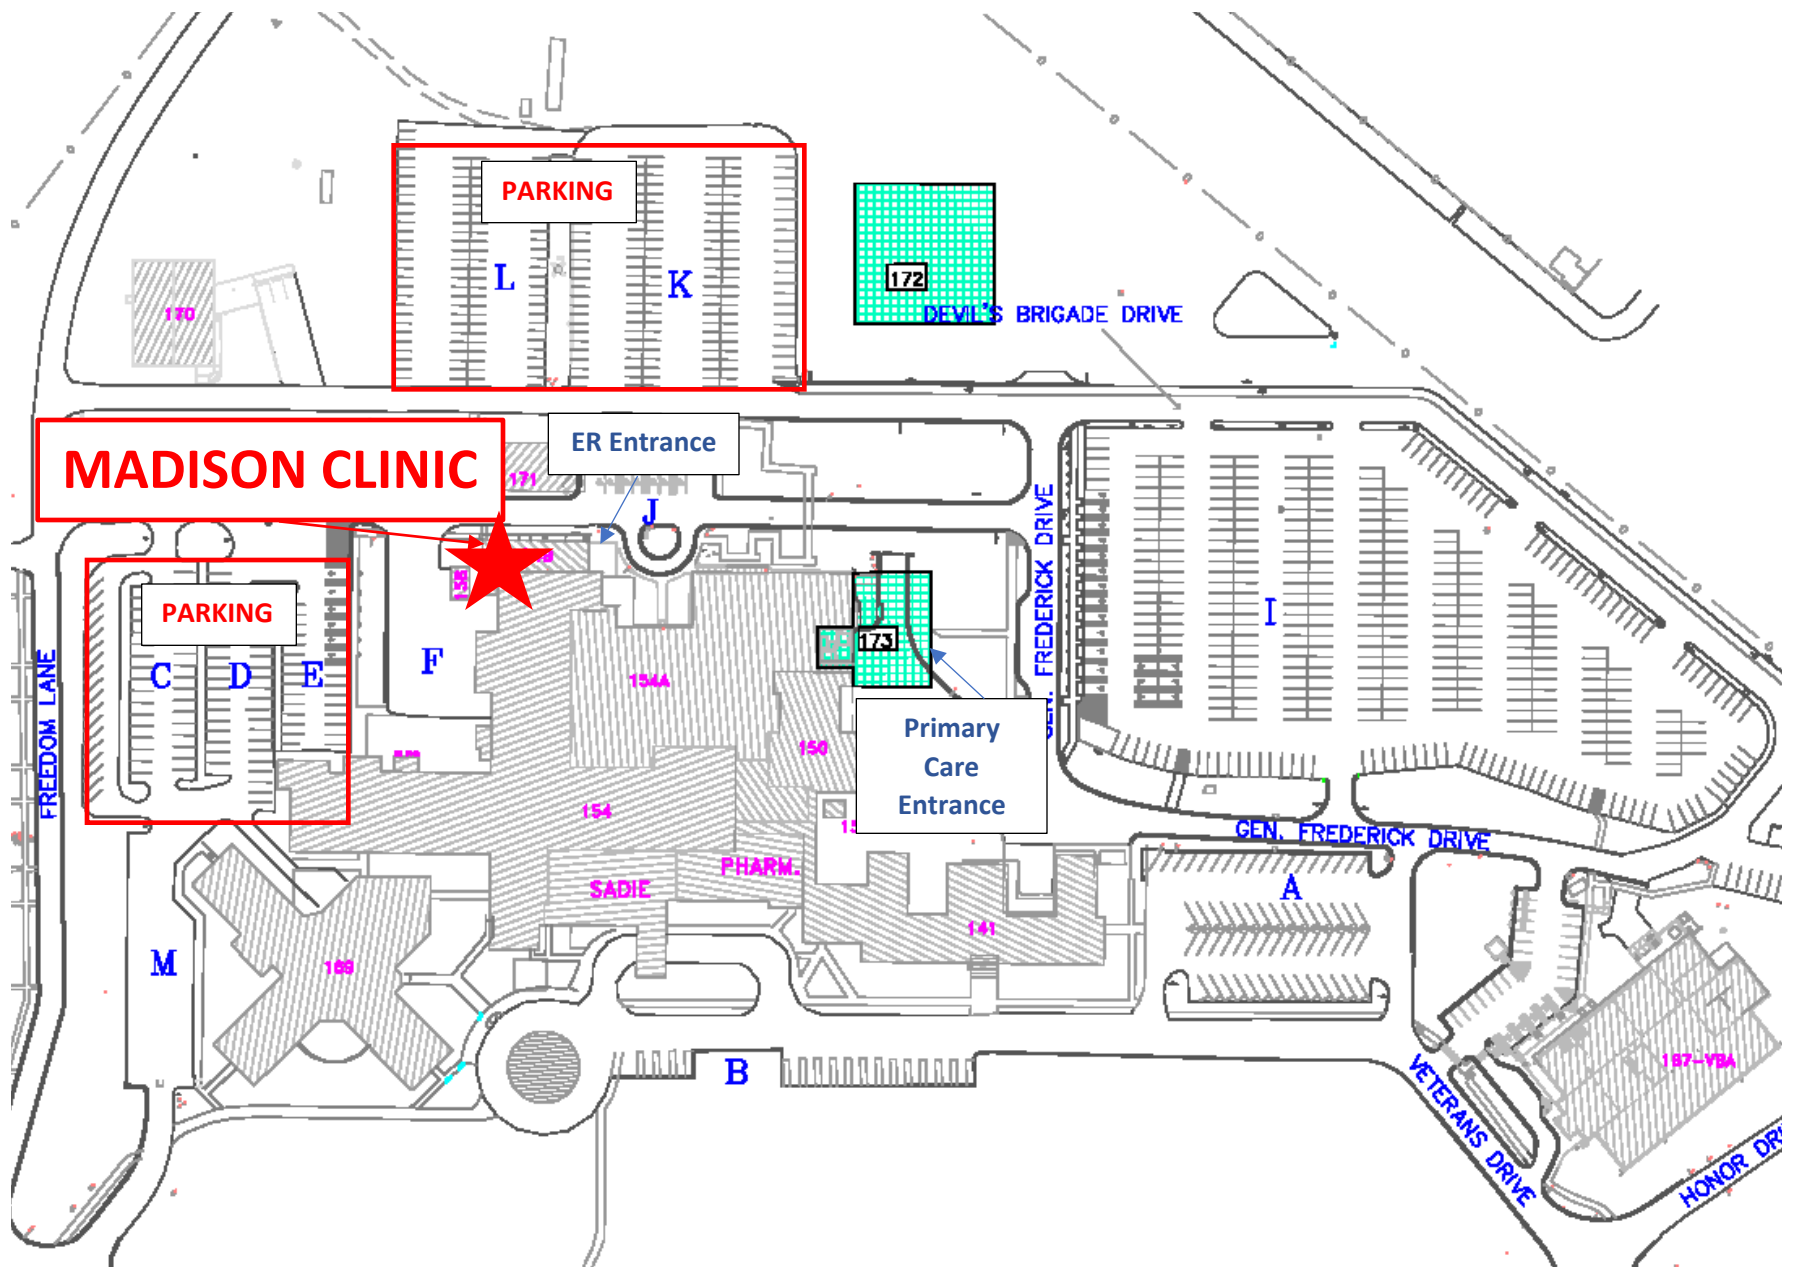 PARKING
L
K
172
170
DEVIL'S BRIGADE DRIVE
ER Entrance
MADISON CLINIC
171
J
GEN. FREDERICK DRIVE
PARKING
C
D
E
F
I
173
154A
FREEDOM LANE
Primary
Care
Entrance
150
154
GEN. FREDERICK DRIVE
PHARM.
SADIE
A
141
M
169
B
187-VBA
VETERANS DRIVE
HONOR